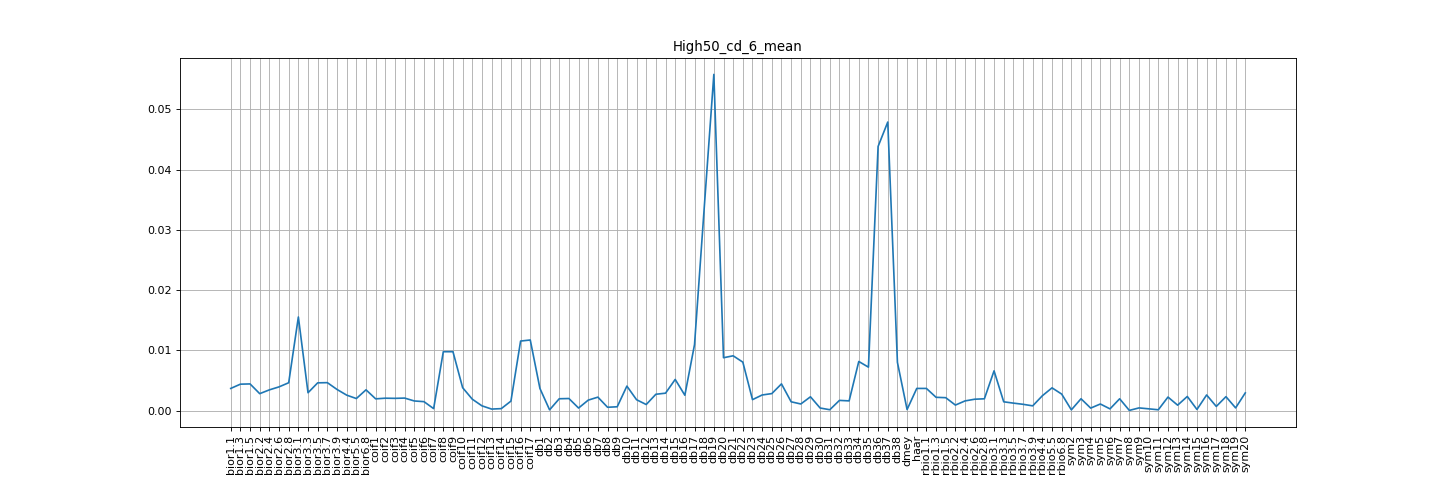 High50_cd_6_mean
0.05
0.04
0.03
0.02
0.01
0.00
bior1.1
bior1.3
bior1.5
bior2.2
bior2.4
bior2.6
bior2.8
bior3.1
bior3.3
bior3.5
bior3.7
bior3.9
bior4.4
bior5.5
bior6.8
coif1
coif2
coif3
coif4
coif5
coif6
coif7
coif8
coif9
coif10
coif11
coif12
coif13
coif14
coif15
coif16
coif17
db1
db2
db3
db4
db5
db6
db7
db8
db9
db10
db11
db12
db13
db14
db15
db16
db17
db18
db19
db20
db21
db22
db23
db24
db25
db26
db27
db28
db29
db30
db31
db32
db33
db34
db35
db36
db37
db38
dmey
haar
rbio1.1
rbio1.3
rbio1.5
rbio2.2
rbio2.4
rbio2.6
rbio2.8
rbio3.1
rbio3.3
rbio3.5
rbio3.7
rbio3.9
rbio4.4
rbio5.5
rbio6.8
sym2
sym3
sym4
sym5
sym6
sym7
sym8
sym9
sym10
sym11
sym12
sym13
sym14
sym15
sym16
sym17
sym18
sym19
sym20